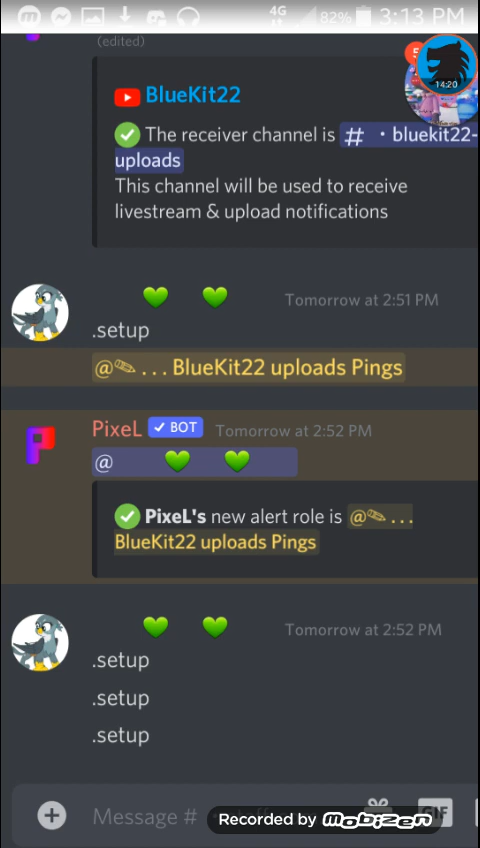 4G 82% 3:13 PM
(edited)
5
14:20
BlueKit22
The receiver channel is # · bluekit22-
uploads
This channel will be used to receive
livestream & upload notifications
Tomorrow at 2:51 PM
.setup
@✏️... BlueKit22 uploads Pings
PixeL ✓ BOT Tomorrow at 2:52 PM
@ 💚 💚
PixeL's new alert role is @✏️...
BlueKit22 uploads Pings
💚 💚 Tomorrow at 2:52 PM
.setup
.setup
.setup
Message #
GIF
Recorded by mobizen